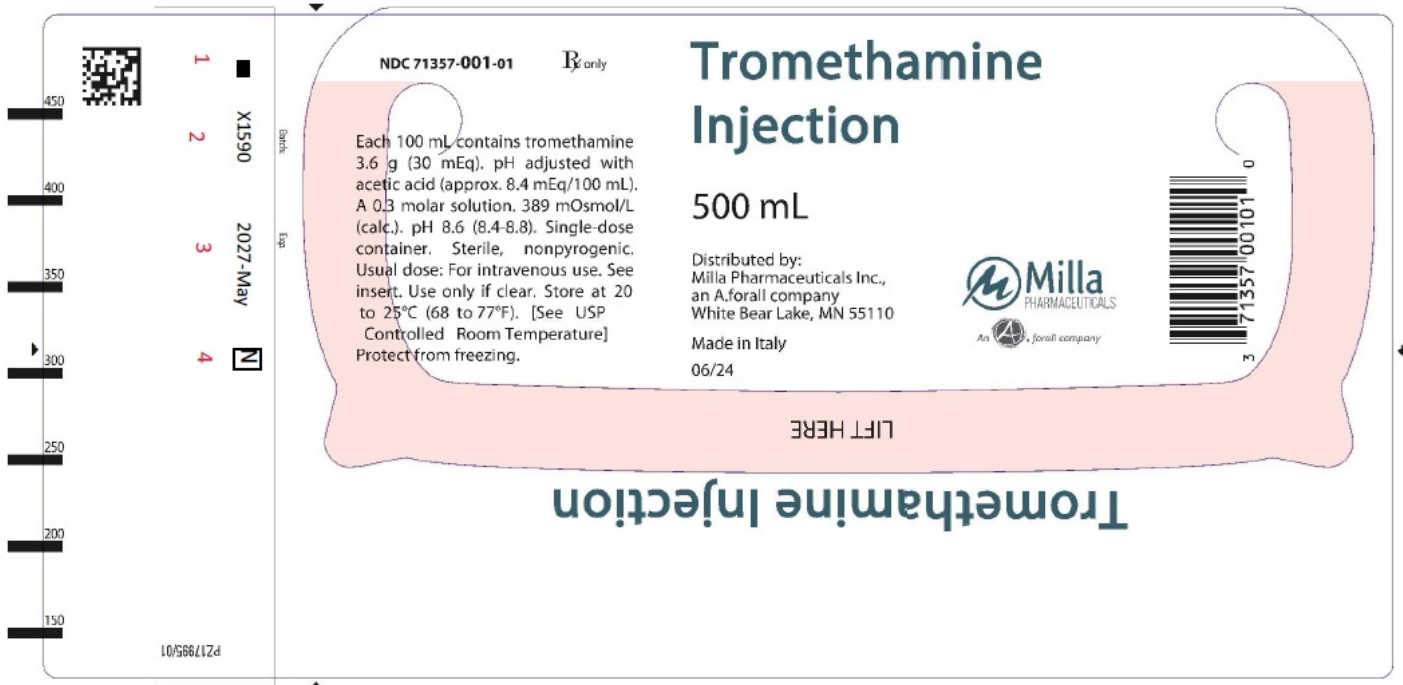 450
400
350
300
250
200
150
1
2
3
4
X1590
2027-May
N
Batch:
Exp:
PZ17995/01
NDC 71357-001-01
Rx only
Each 100 mL contains tromethamine
3.6 g (30 mEq). pH adjusted with
acetic acid (approx. 8.4 mEq/100 mL).
A 0.3 molar solution. 389 mOsmol/L
(calc.). pH 8.6 (8.4-8.8). Single-dose
container. Sterile, nonpyrogenic.
Usual dose: For intravenous use. See
insert. Use only if clear. Store at 20
to 25°C (68 to 77°F). [See USP
Controlled Room Temperature]
Protect from freezing.
Tromethamine
Injection
500 mL
Distributed by:
Milla Pharmaceuticals Inc.,
an A.forall company
White Bear Lake, MN 55110
Made in Italy
06/24
Milla
PHARMACEUTICALS
An A. forall company
3 71357 00101 0
LIFT HERE
Tromethamine Injection